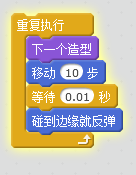 重复执行
下一个造型
移动 10 步
等待 0.01 秒
碰到边缘就反弹